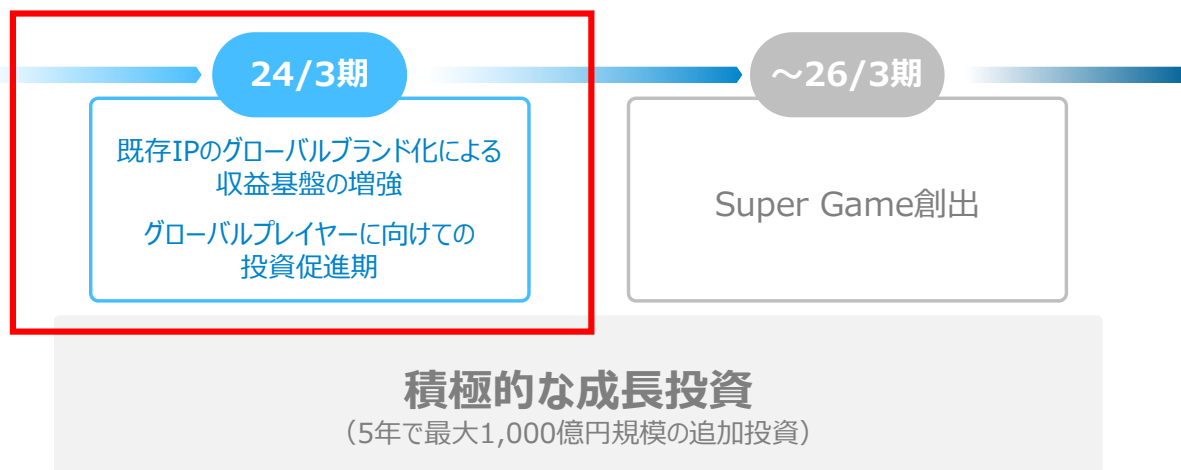 24/3期
既存IPのグローバルブランド化による
収益基盤の増強
グローバルプレイヤーに向けての
投資促進期
～26/3期
Super Game創出
積極的な成長投資
（5年で最大1,000億円規模の追加投資）